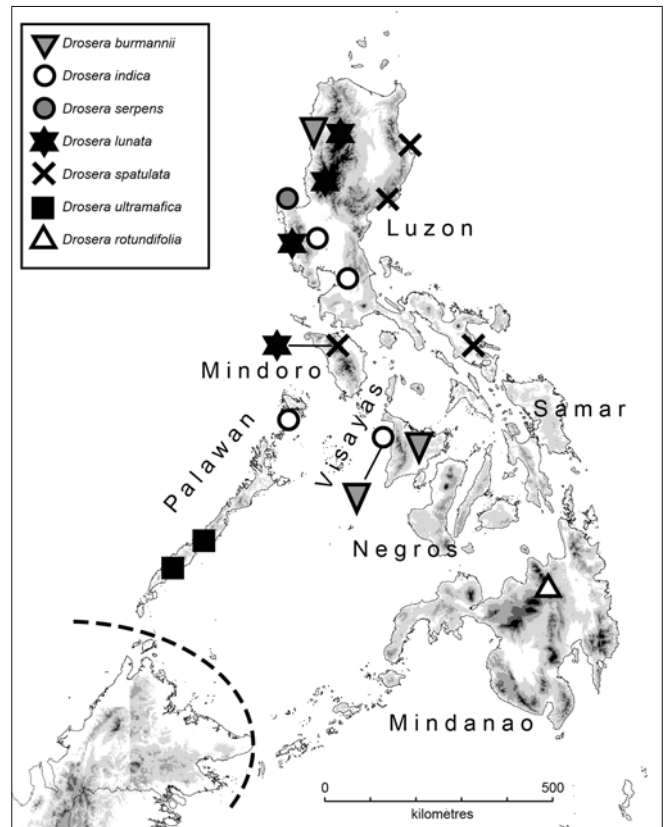 Drosera burmannii
Drosera indica
Drosera serpens
Drosera lunata
Drosera spatulata
Drosera ultramafica
Drosera rotundifolia
Luzon
Mindoro
Samar
Visayas
Palawan
Negros
Mindanao
0 500
kilometres